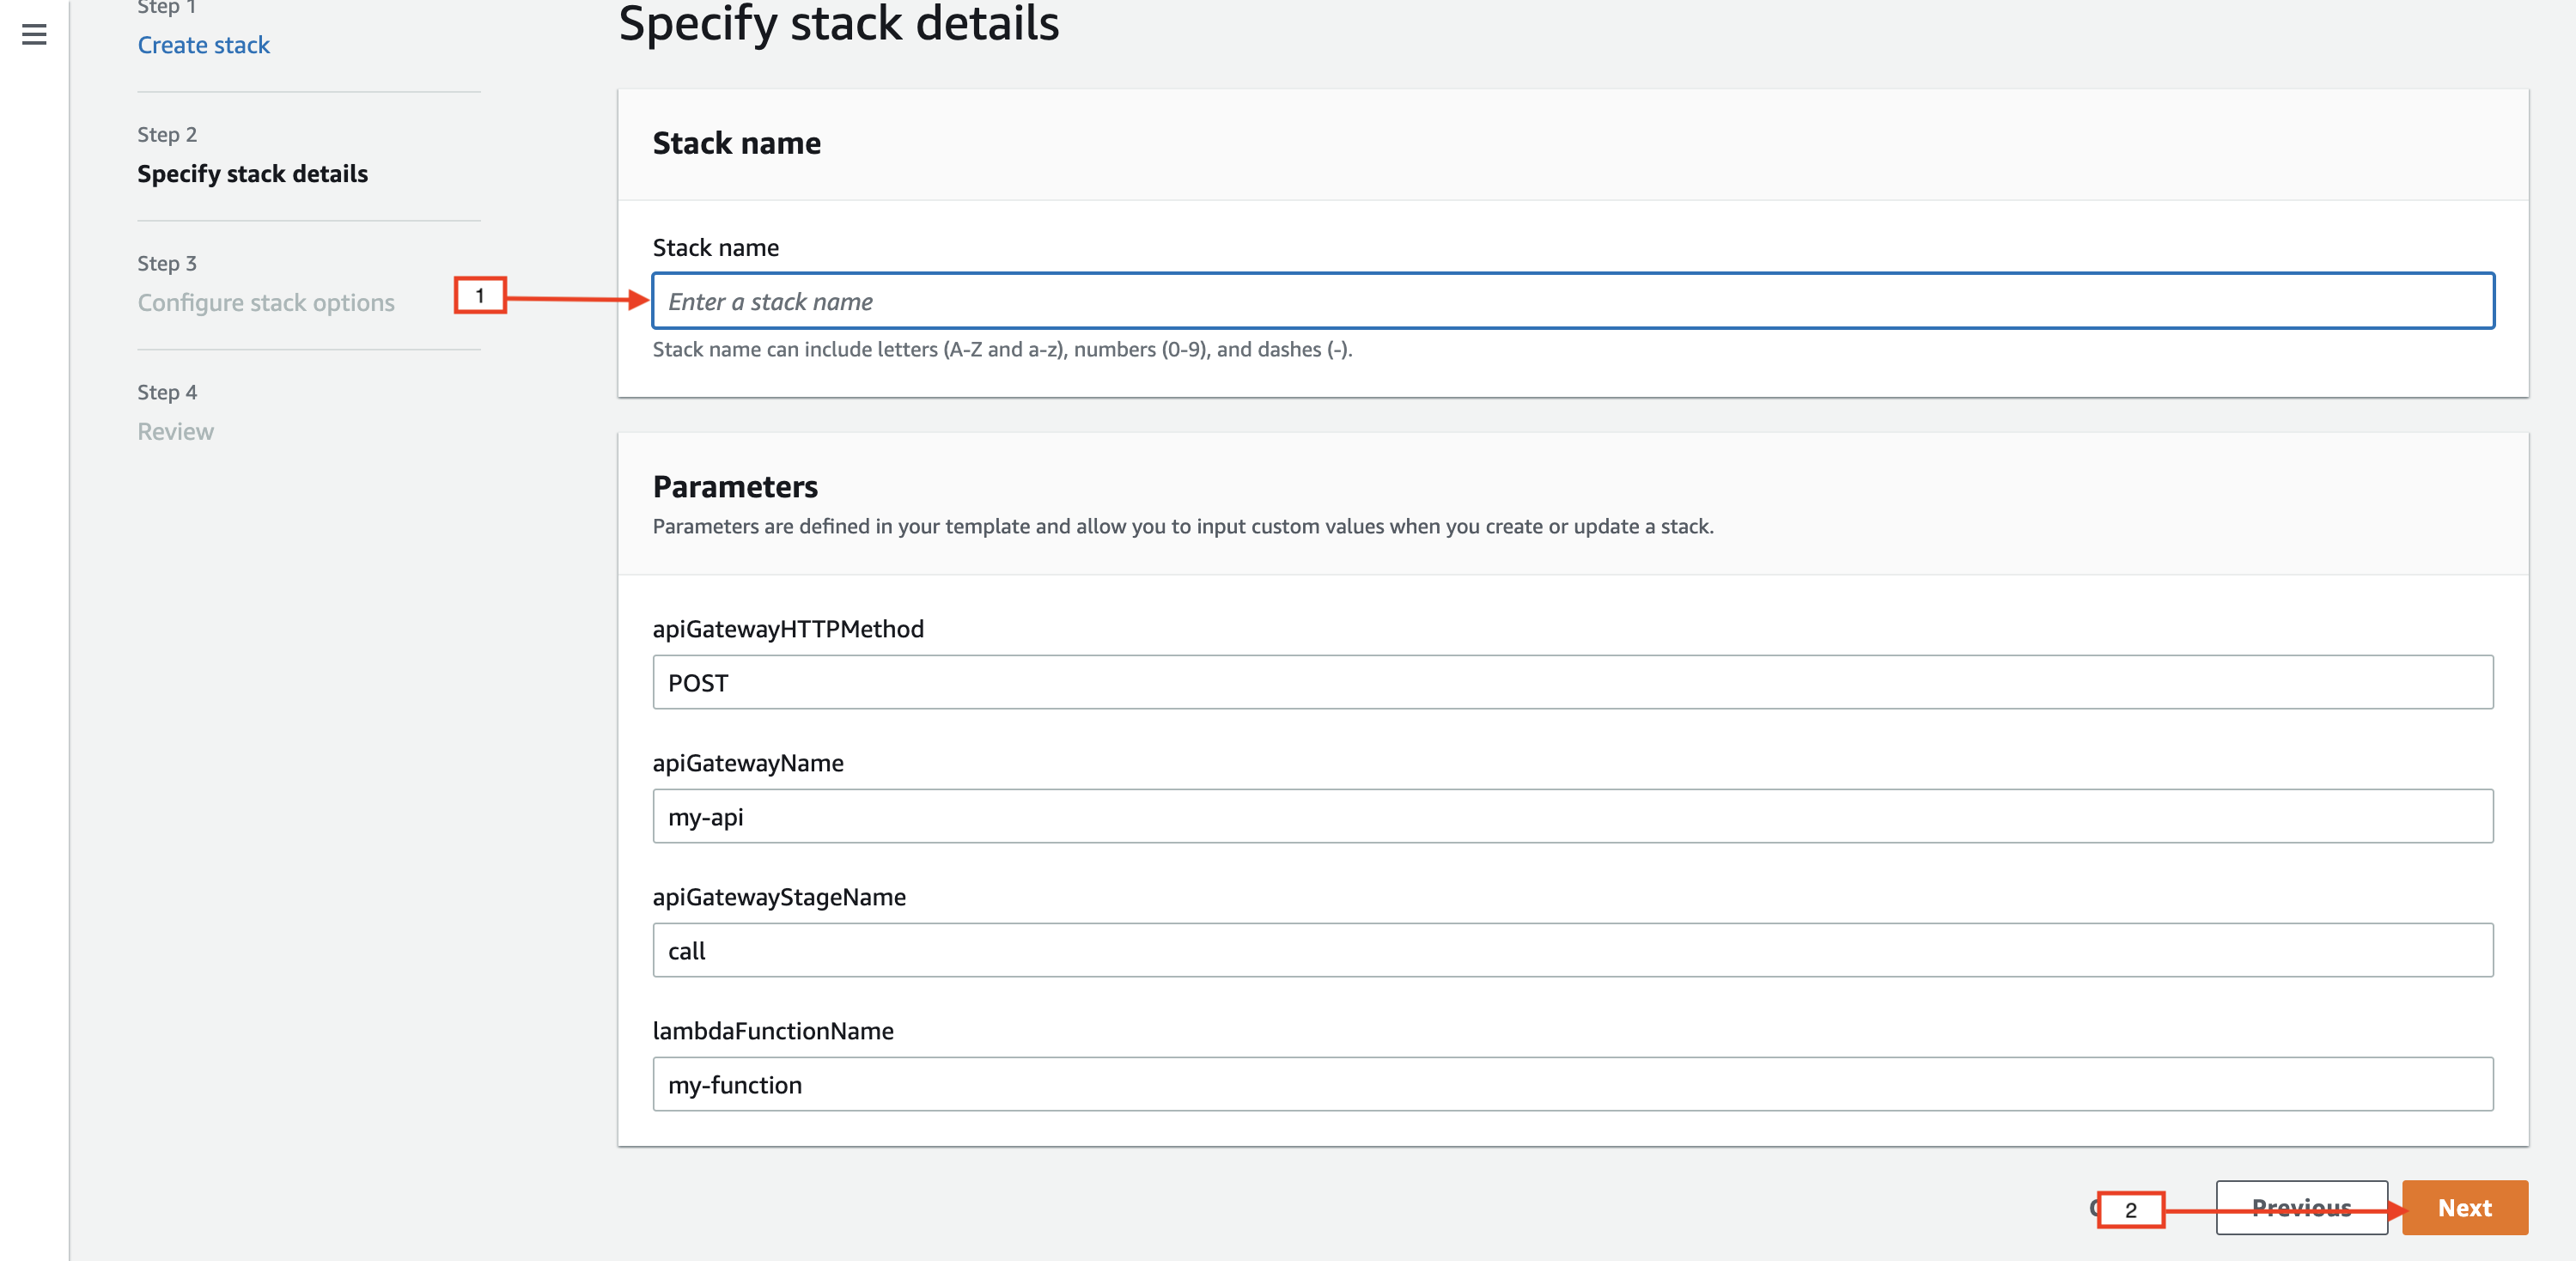 Step 1
Create stack
Step 2
Specify stack details
Step 3
Configure stack options
Step 4
Review
Specify stack details
Stack name
Stack name
1
Enter a stack name
Stack name can include letters (A-Z and a-z), numbers (0-9), and dashes (-).
Parameters
Parameters are defined in your template and allow you to input custom values when you create or update a stack.
apiGatewayHTTPMethod
POST
apiGatewayName
my-api
apiGatewayStageName
call
lambdaFunctionName
my-function
2
Previous
Next